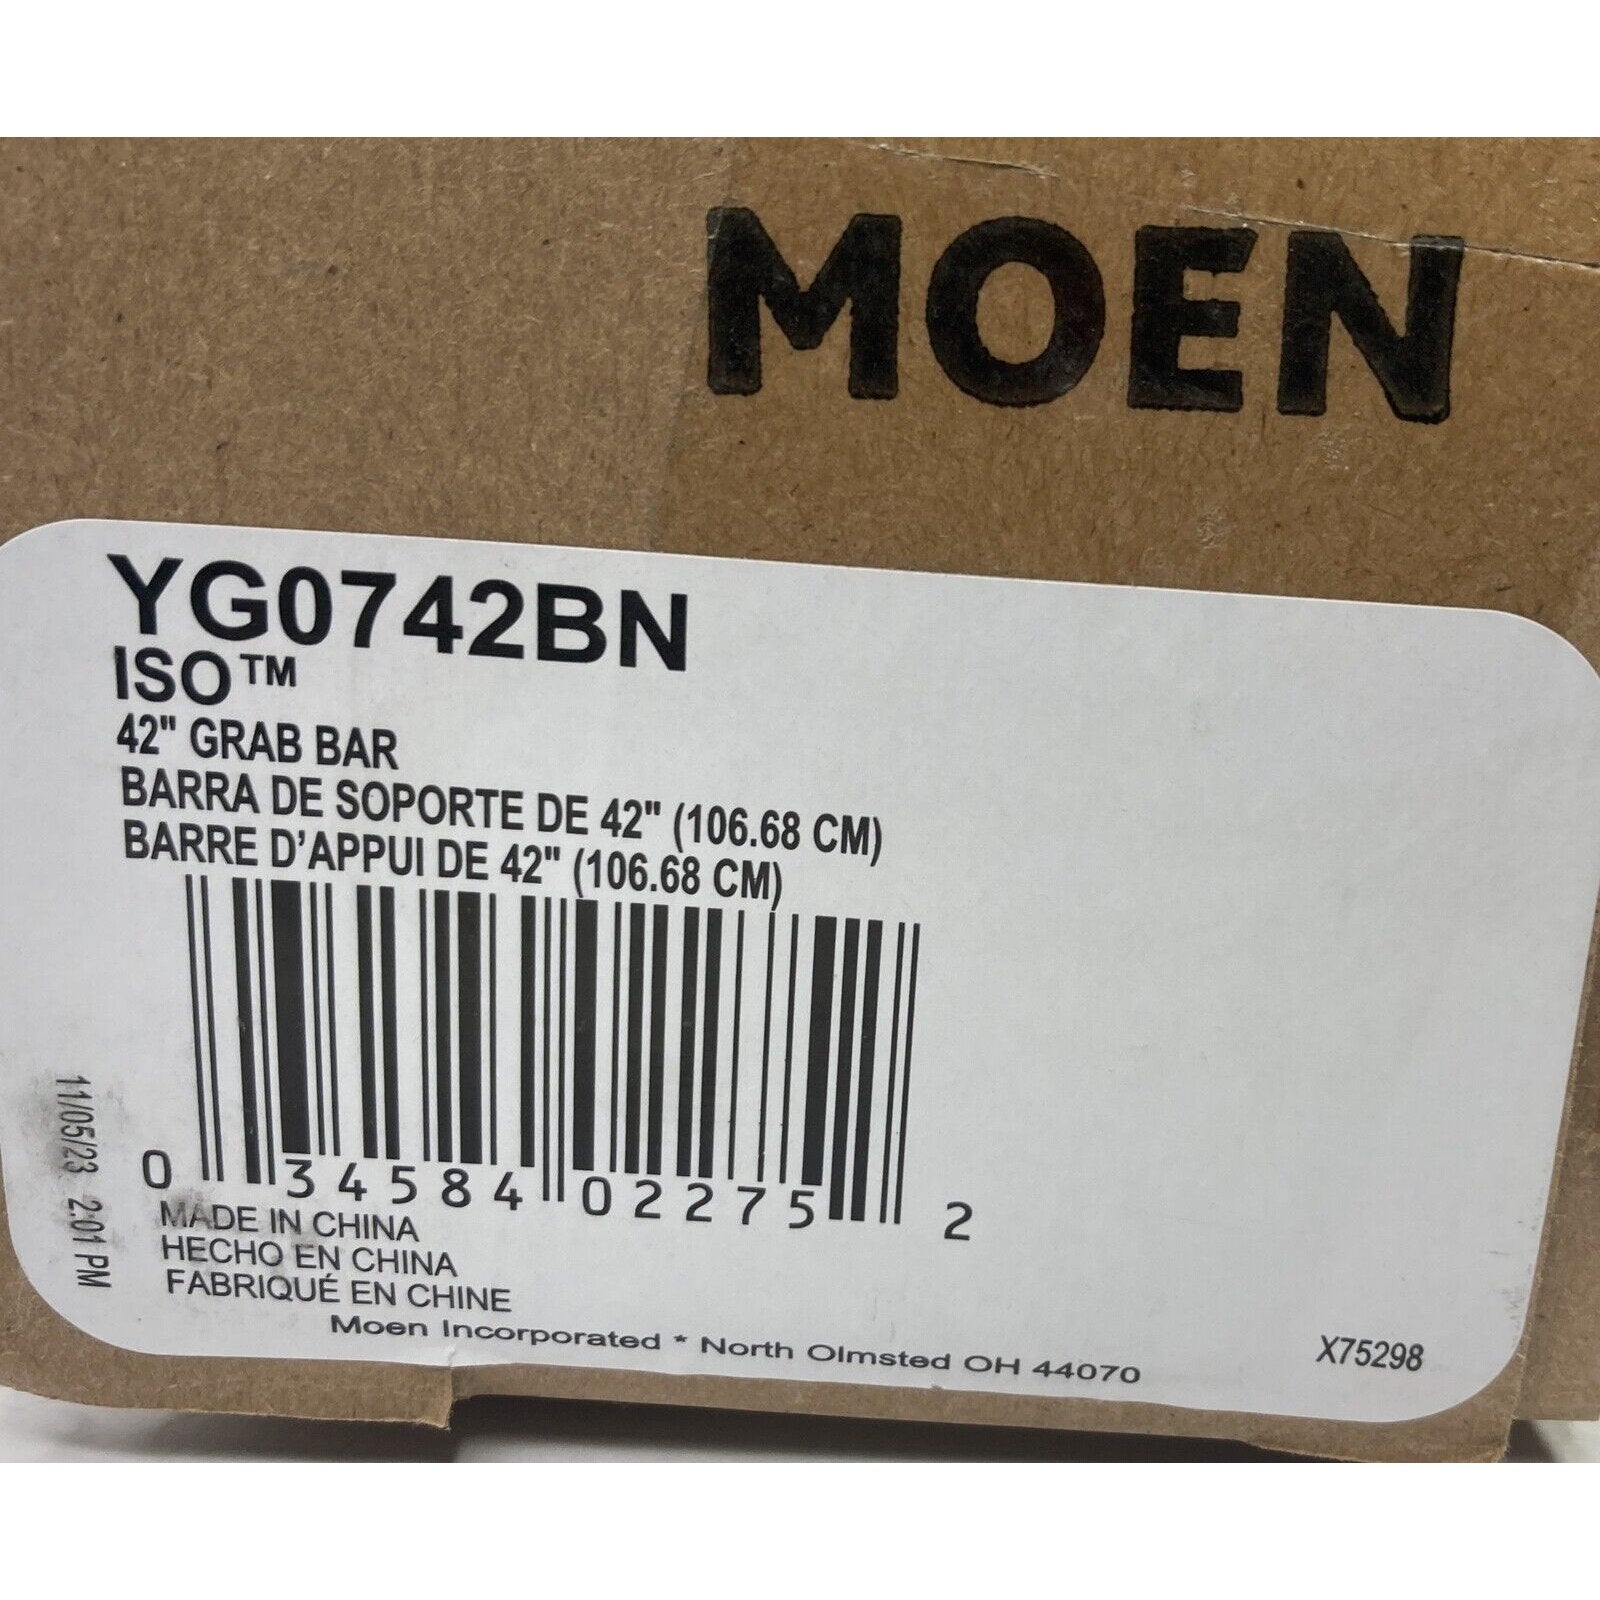 MOEN
YG0742BN
ISO™
42" GRAB BAR
BARRA DE SOPORTE DE 42" (106.68 CM)
BARRE D'APPUI DE 42" (106.68 CM)
0 34584 02275 2
11/05/23 2:01 PM
MADE IN CHINA
HECHO EN CHINA
FABRIQUÉ EN CHINE
Moen Incorporated * North Olmsted OH 44070
X75298